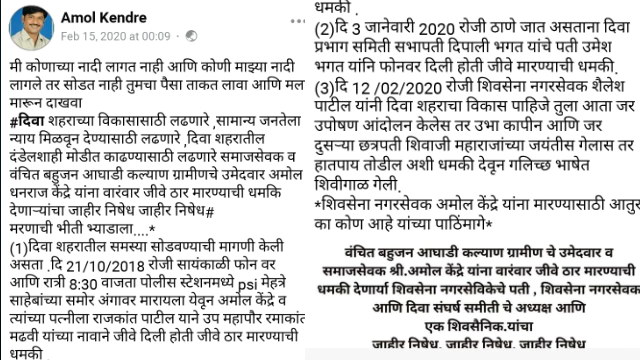 Amol Kendre
Feb 15, 2020 at 00:09 ·
मी कोणाच्या नादी लागत नाही आणि कोणी माझ्या नादी
लागले तर सोडत नाही तुमचा पैसा ताकत लावा आणि मला
मारून दाखवा
#दिवा शहराच्या विकासासाठी लढणारे ,सामान्य जनतेला
न्याय मिळवून देण्यासाठी लढणारे ,दिवा शहरातील
दंडेलशाही मोडीत काढण्यासाठी लढणारे समाजसेवक व
वंचित बहुजन आघाडी कल्याण ग्रामीणचे उमेदवार अमोल
धनराज केंद्रे यांना वारंवार जीवे ठार मारण्याची धमकि
देणाऱ्यांचा जाहीर निषेध जाहीर निषेध#
मरणाची भीती भ्याडाला....*
(1)दिवा शहरातील समस्या सोडवण्याची मागणी केली
असता .दि 21/10/2018 रोजी सायंकाळी फोन वर
आणि रात्री 8:30 वाजता पोलीस स्टेशनमध्ये psi मेहत्रे
साहेबांच्या समोर अंगावर मारायला येवून अमोल केंद्रे व
त्यांच्या पत्नीला राजकांत पाटील याने उप महापौर रमाकांत
मढवी यांच्या नावाने जीवे दिली होती जीवे ठार मारण्याची
धमकी .
धमकी .
(2)दि 3 जानेवारी 2020 रोजी ठाणे जात असताना दिवा
प्रभाग समिती सभापती दिपाली भगत यांचे पती उमेश
भगत यांनि फोनवर दिली होती जीवे मारण्याची धमकी.
(3)दि 12 /02/2020 रोजी शिवसेना नगरसेवक शैलेश
पाटील यांनी दिवा शहराचा विकास पाहिजे तुला आता जर
उपोषण आंदोलन केलेस तर उभा कापीन आणि जर
दुसऱ्या छत्रपती शिवाजी महाराजांच्या जयंतीस गेलास तर
हातपाय तोडील अशी धमकी देवून गलिच्छ भाषेत
शिवीगाळ गेली.
*शिवसेना नगरसेवक अमोल केंद्रे यांना मारण्यासाठी आतुर
का कोण आहे यांच्या पाठिंमागे*
वंचित बहुजन आघाडी कल्याण ग्रामीण चे उमेदवार व
समाजसेवक श्री.अमोल केंद्रे यांना वारंवार जीवे ठार मारण्याची
धमकी देणार्या शिवसेना नगरसेविकेचे पती , शिवसेना नगरसेवक
आणि दिवा संघर्ष समीती चे अध्यक्ष आणि
एक शिवसैनिक.यांचा
जाहीर निषेध, जाहीर निषेध, जाहीर निषेध